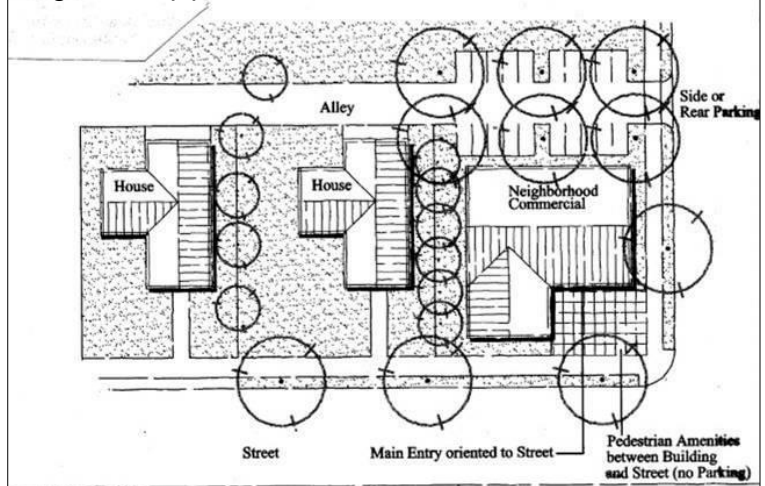 Alley
Side or
Rear Parking
House
House
Neighborhood
Commercial
Street
Main Entry oriented to Street
Pedestrian Amenities
between Building
and Street (no Parking)